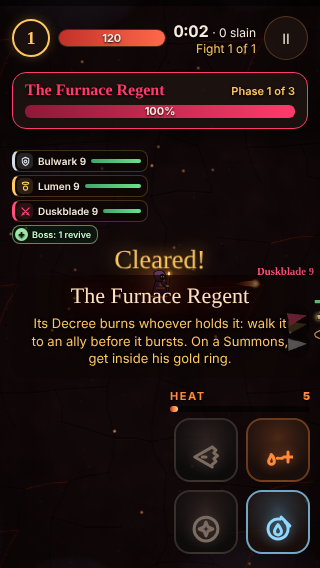 1
120
0:02 · 0 slain
Fight 1 of 1
The Furnace Regent
Phase 1 of 3
100%
Bulwark 9
Lumen 9
Duskblade 9
Boss: 1 revive
Cleared!
Duskblade 9
The Furnace Regent
Its Decree burns whoever holds it: walk it
to an ally before it bursts. On a Summons,
get inside his gold ring.
HEAT
5